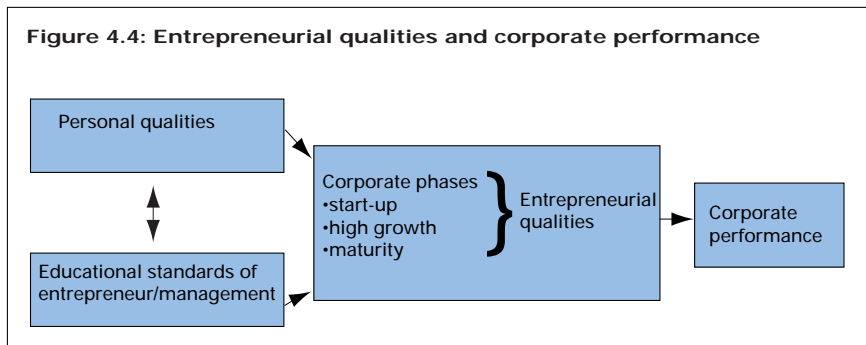 Figure 4.4: Entrepreneurial qualities and corporate performance
Personal qualities
Educational standards of
entrepreneur/management
Corporate phases
•start-up
•high growth
•maturity
Entrepreneurial
qualities
Corporate
performance